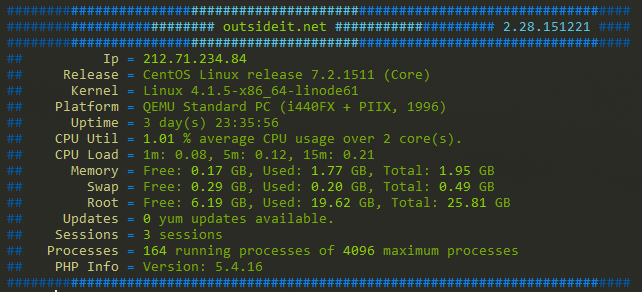 ##############################################################################
######################### outsideit.net ################### 2.28.151221 ####
##############################################################################
## Ip = 212.71.234.84
## Release = CentOS Linux release 7.2.1511 (Core)
## Kernel = Linux 4.1.5-x86_64-linode61
## Platform = QEMU Standard PC (i440FX + PIIX, 1996)
## Uptime = 3 day(s) 23:35:56
## CPU Util = 1.01 % average CPU usage over 2 core(s).
## CPU Load = 1m: 0.08, 5m: 0.12, 15m: 0.21
## Memory = Free: 0.17 GB, Used: 1.77 GB, Total: 1.95 GB
## Swap = Free: 0.29 GB, Used: 0.20 GB, Total: 0.49 GB
## Root = Free: 6.19 GB, Used: 19.62 GB, Total: 25.81 GB
## Updates = 0 yum updates available.
## Sessions = 3 sessions
## Processes = 164 running processes of 4096 maximum processes
## PHP Info = Version: 5.4.16
##############################################################################